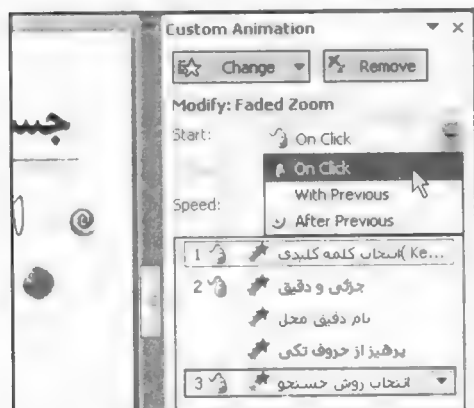 Custom Animation
Change
Remove
Modify: Faded Zoom
Start:
On Click
On Click
With Previous
Speed:
After Previous
1 انتخاب کلمه کلیدی( Ke...
2 جزئی و دقیق
نام دقیق محل
پرهیز از حروف تکی
3 انتخاب روش جستجو